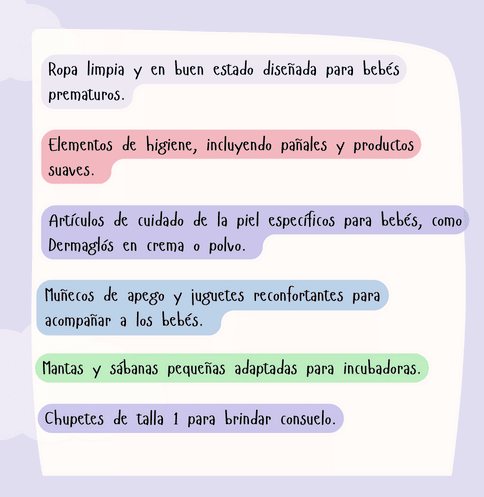 Ropa limpia y en buen estado diseñada para bebés
prematuros.
Elementos de higiene, incluyendo pañales y productos
suaves.
Artículos de cuidado de la piel específicos para bebés, como
Dermaglós en crema o polvo.
Muñecos de apego y juguetes reconfortantes para
acompañar a los bebés.
Mantas y sábanas pequeñas adaptadas para incubadoras.
Chupetes de talla 1 para brindar consuelo.